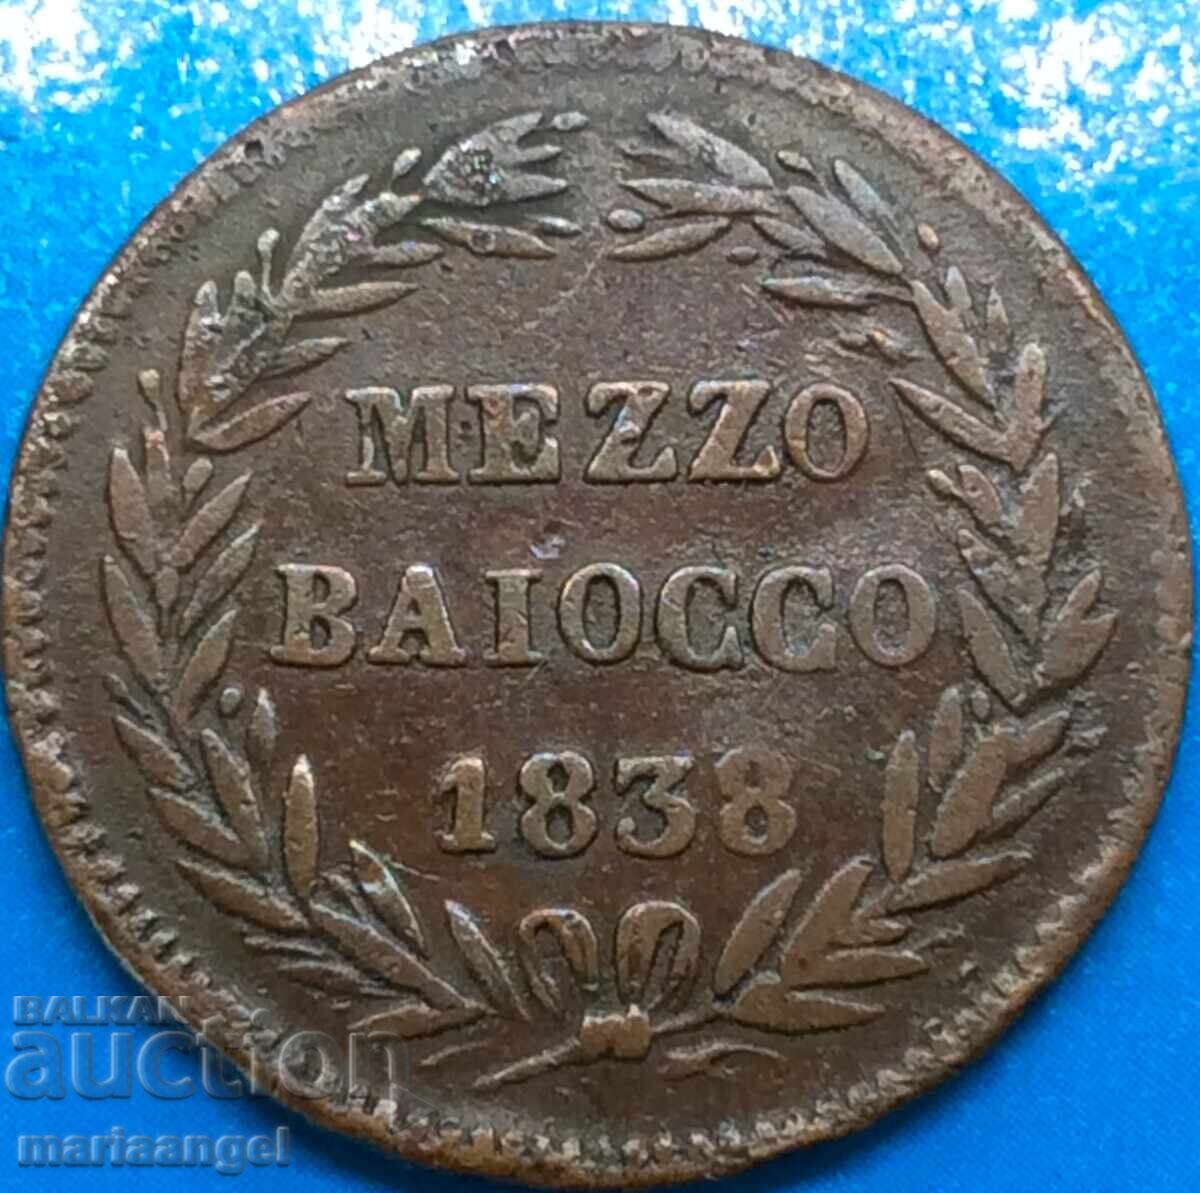 MEZZO
BAIOCCO
1838
BALKAN
auction
mariaangel